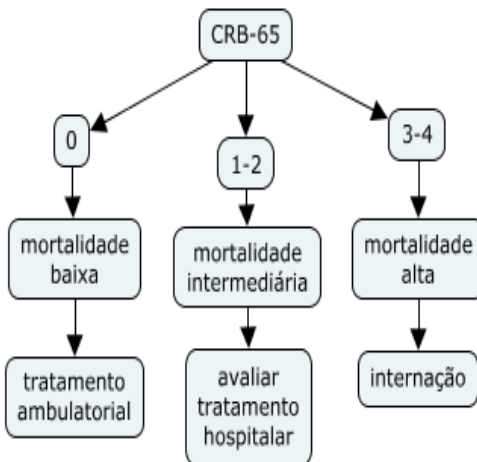 CRB-65
0
1-2
3-4
mortalidade
baixa
mortalidade
intermediária
mortalidade
alta
tratamento
ambulatorial
avaliar
tratamento
hospitalar
internação